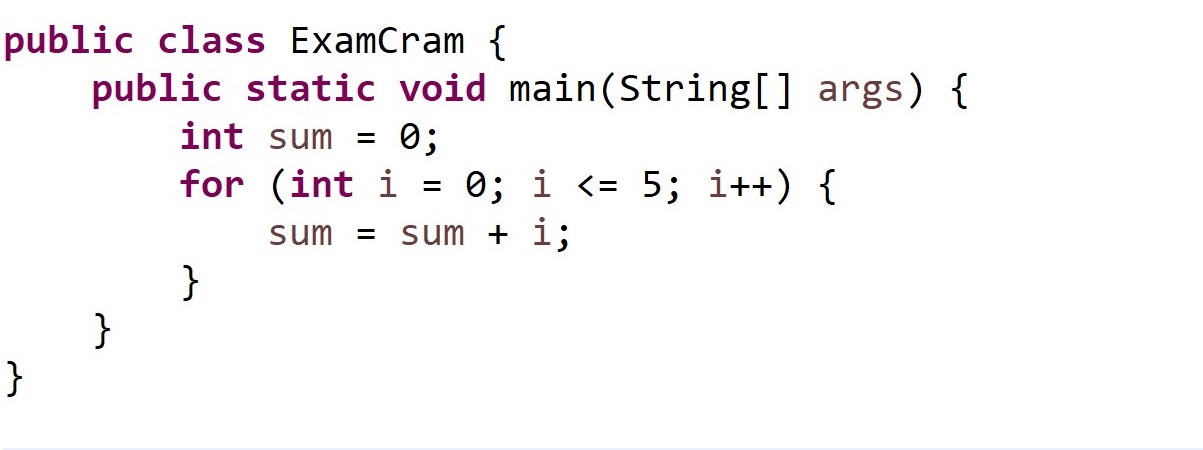 public class ExamCram {
    public static void main(String[] args) {
        int sum = 0;
        for (int i = 0; i <= 5; i++) {
            sum = sum + i;
        }
    }
}